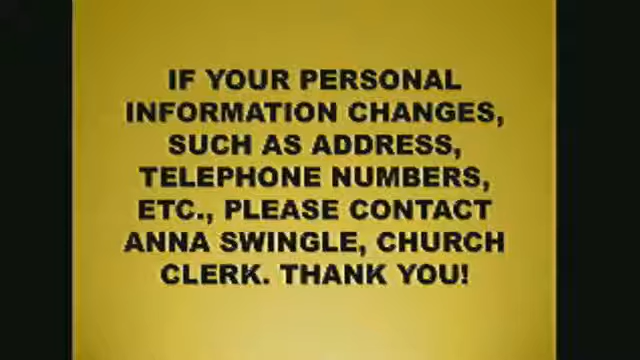 IF YOUR PERSONAL
INFORMATION CHANGES,
SUCH AS ADDRESS,
TELEPHONE NUMBERS,
ETC., PLEASE CONTACT
ANNA SWINGLE, CHURCH
CLERK. THANK YOU!